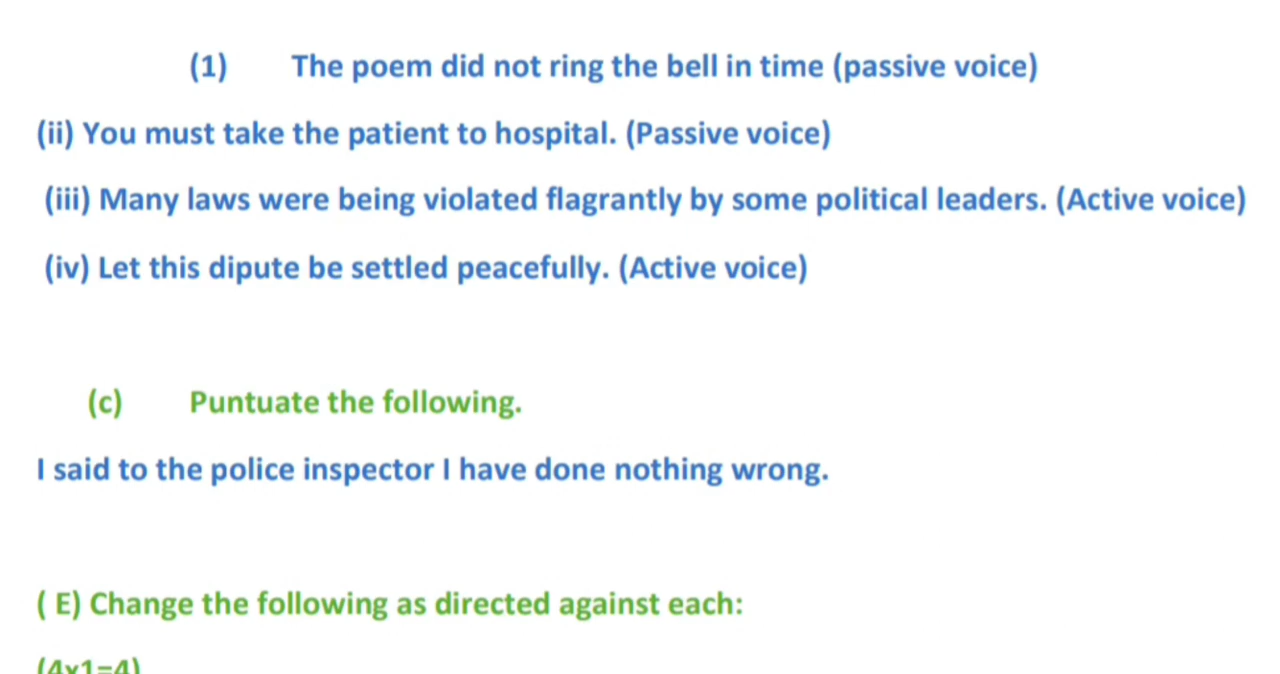 (1) The poem did not ring the bell in time (passive voice)
(ii) You must take the patient to hospital. (Passive voice)
(iii) Many laws were being violated flagrantly by some political leaders. (Active voice)
(iv) Let this dipute be settled peacefully. (Active voice)
(c) Puntuate the following.
I said to the police inspector I have done nothing wrong.
( E) Change the following as directed against each:
(4x1=4)